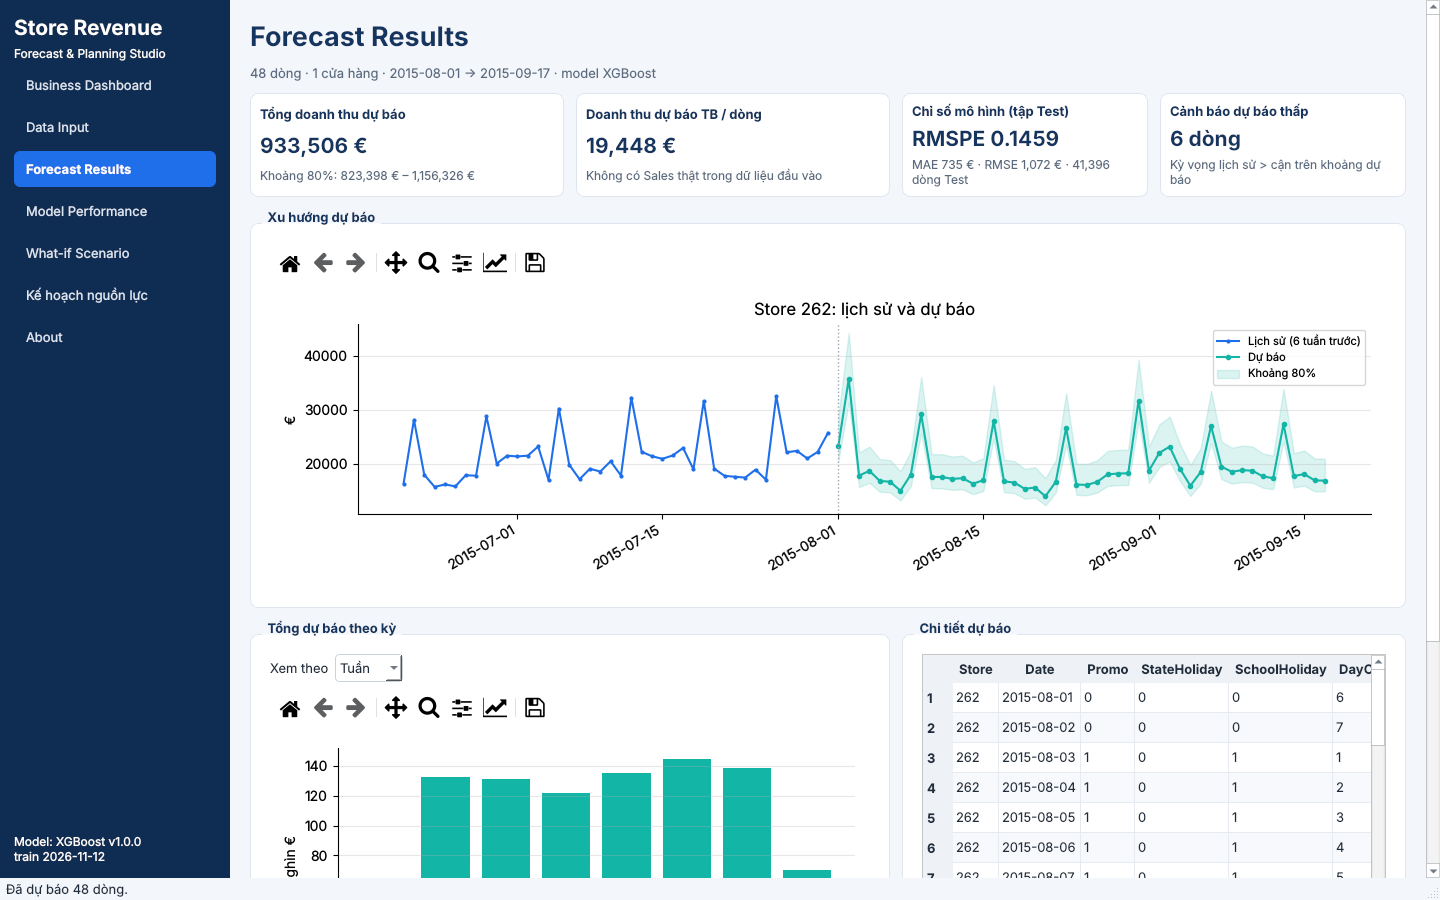 Store Revenue
Forecast & Planning Studio
Business Dashboard
Data Input
Forecast Results
Model Performance
What-if Scenario
Kế hoạch nguồn lực
About
Model: XGBoost v1.0.0
train 2026-11-12
Forecast Results
48 dòng · 1 cửa hàng · 2015-08-01 → 2015-09-17 · model XGBoost
Tổng doanh thu dự báo
933,506 €
Khoảng 80%: 823,398 € – 1,156,326 €
Doanh thu dự báo TB / dòng
19,448 €
Không có Sales thật trong dữ liệu đầu vào
Chỉ số mô hình (tập Test)
RMSPE 0.1459
MAE 735 € · RMSE 1,072 € · 41,396
dòng Test
Cảnh báo dự báo thấp
6 dòng
Kỳ vọng lịch sử > cận trên khoảng dự
báo
Xu hướng dự báo
Store 262: lịch sử và dự báo
Lịch sử (6 tuần trước)
Dự báo
Khoảng 80%
€
40000
30000
20000
2015-07-01
2015-07-15
2015-08-01
2015-08-15
2015-09-01
2015-09-15
Tổng dự báo theo kỳ
Xem theo Tuần
nghìn €
140
120
100
80
Chi tiết dự báo
Store Date Promo StateHoliday SchoolHoliday DayC
1 262 2015-08-01 0 0 0 6
2 262 2015-08-02 0 0 0 7
3 262 2015-08-03 1 0 1 1
4 262 2015-08-04 1 0 1 2
5 262 2015-08-05 1 0 1 3
6 262 2015-08-06 1 0 1 4
7 262 2015-08-07 1 0 1 5
Đã dự báo 48 dòng.